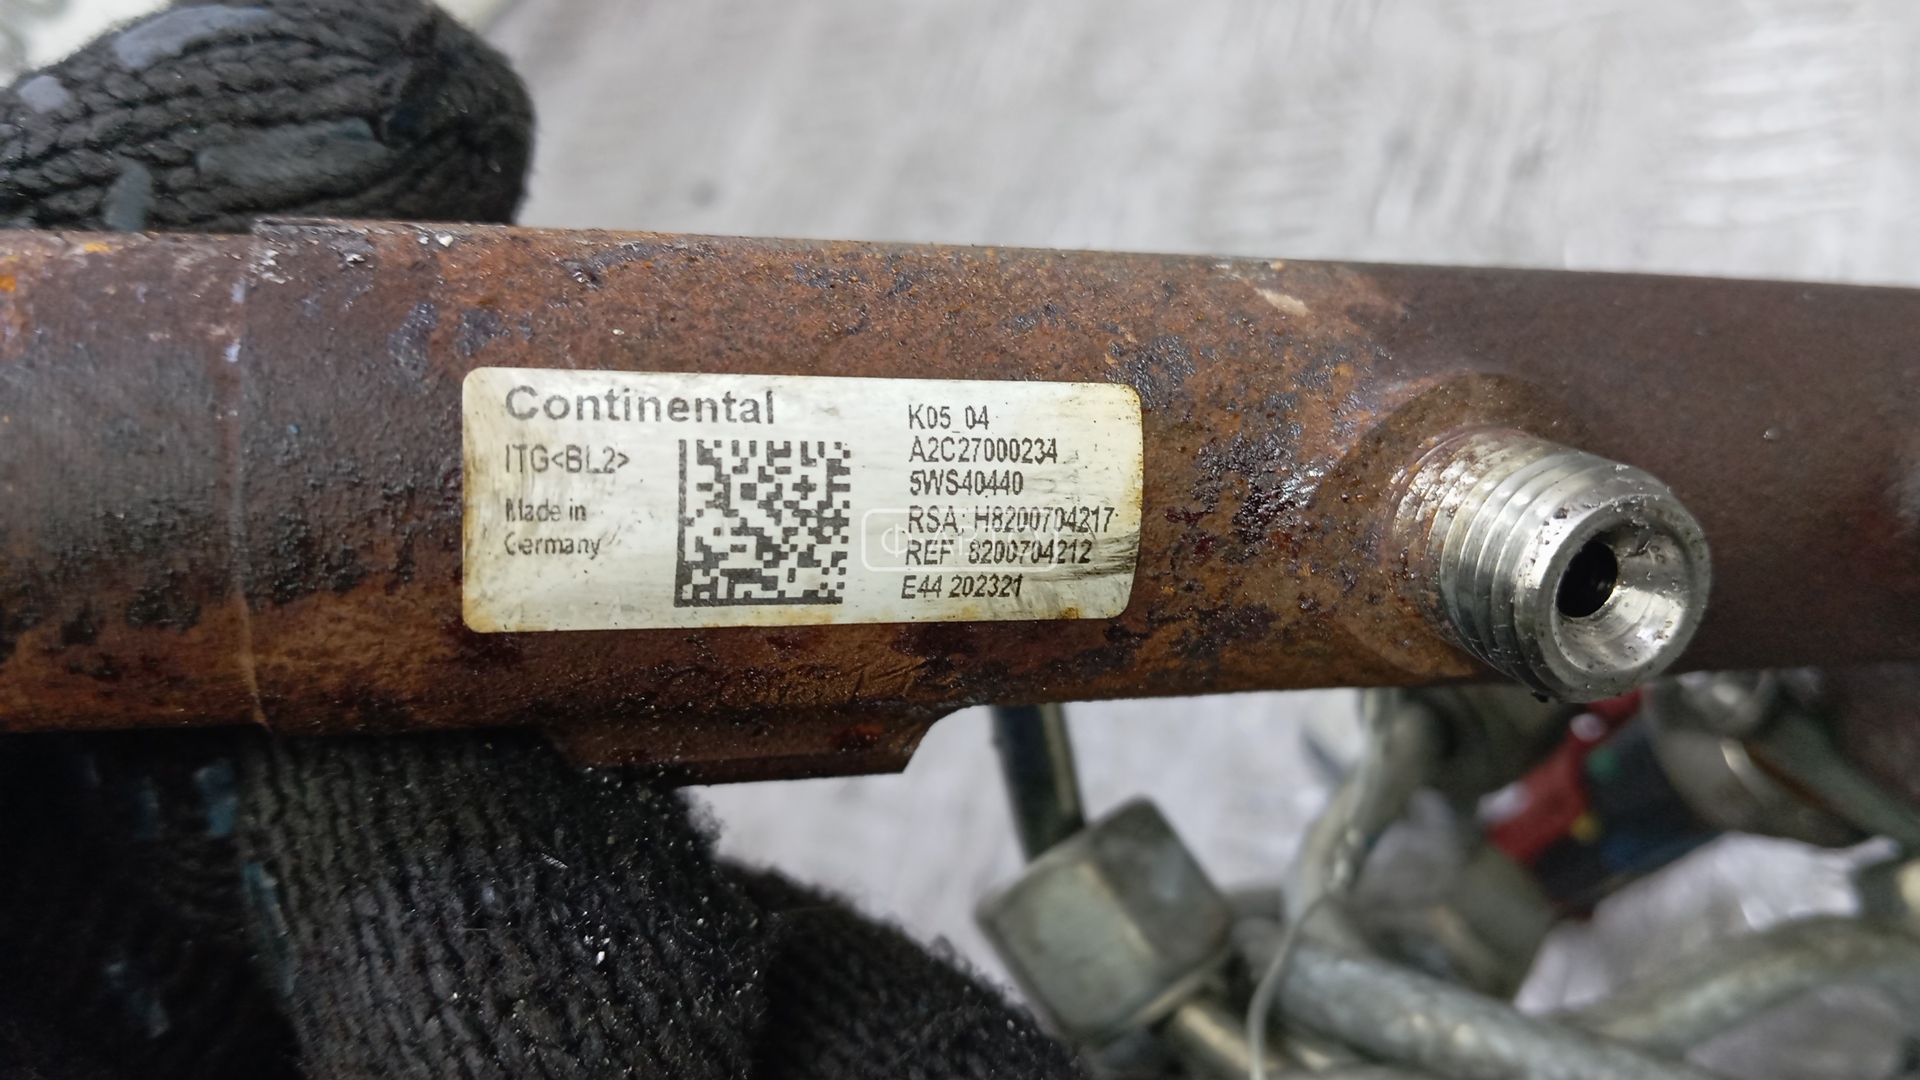 Continental
ITG<BL2>
Made in
Germany
K05_04
A2C27000234
5WS40440
RSA: H8200704217
REF 8200704212
E44 202321